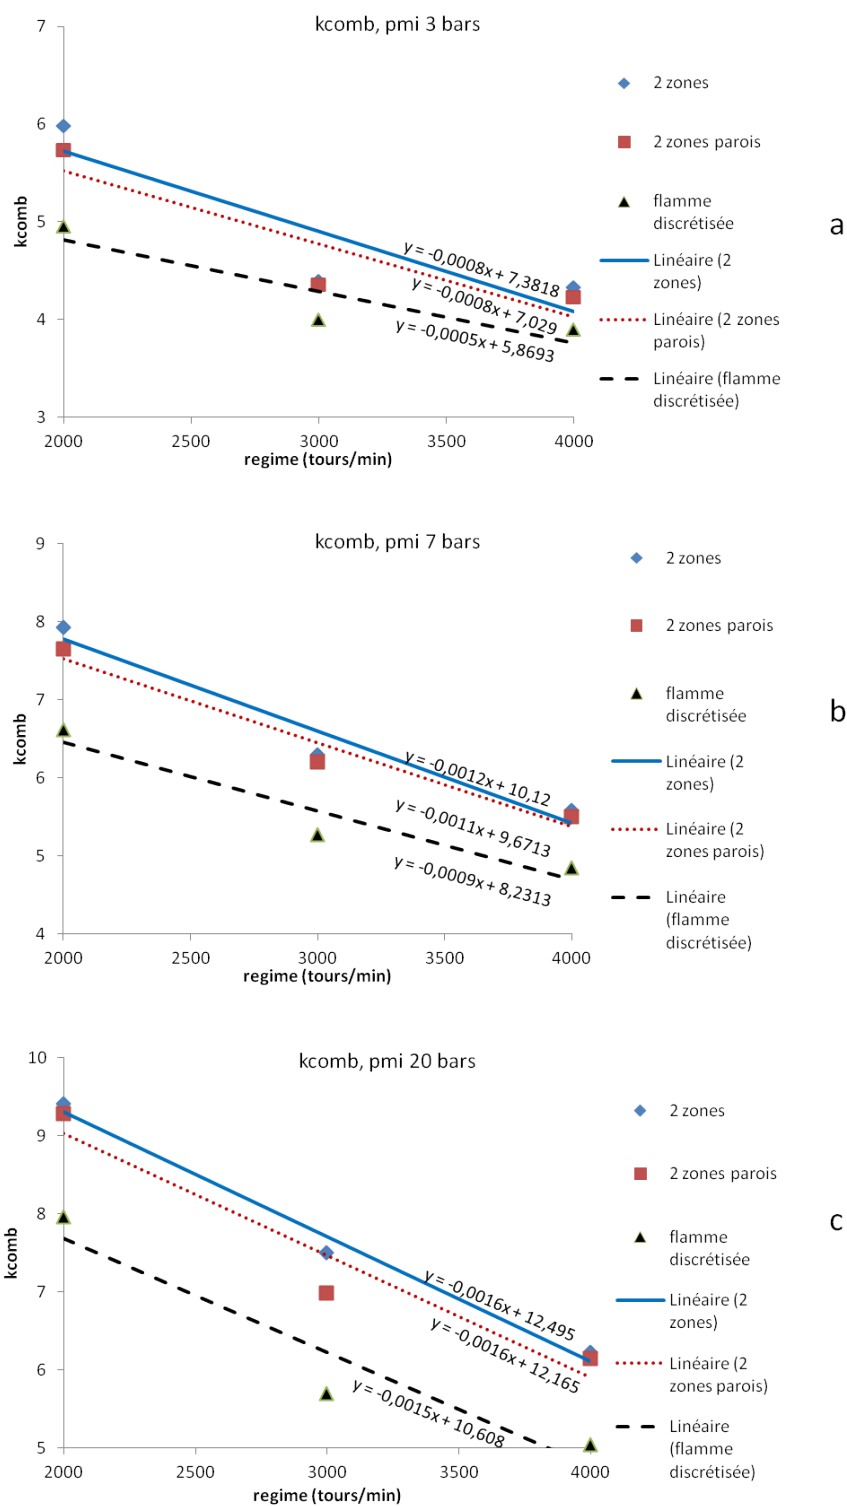 kcomb, pmi 3 bars
7
6
5
4
3
kcomb
2000
2500
3000
3500
4000
regime (tours/min)
y = -0,0008x + 7,3818
y = -0,0008x + 7,029
y = -0,0005x + 5,8693
2 zones
2 zones parois
flamme
discrétisée
Linéaire (2
zones)
Linéaire (2 zones
parois)
Linéaire (flamme
discrétisée)
a
kcomb, pmi 7 bars
9
8
7
6
5
4
kcomb
2000
2500
3000
3500
4000
regime (tours/min)
y = -0,0012x + 10,12
y = -0,0011x + 9,6713
y = -0,0009x + 8,2313
2 zones
2 zones parois
flamme
discrétisée
Linéaire (2
zones)
Linéaire (2
zones parois)
Linéaire
(flamme
discrétisée)
b
kcomb, pmi 20 bars
10
9
8
7
6
5
kcomb
2000
2500
3000
3500
4000
regime (tours/min)
y = -0,0016x + 12,495
y = -0,0016x + 12,165
y = -0,0015x + 10,608
2 zones
2 zones parois
flamme
discrétisée
Linéaire (2
zones)
Linéaire (2
zones parois)
Linéaire
(flamme
discrétisée)
c